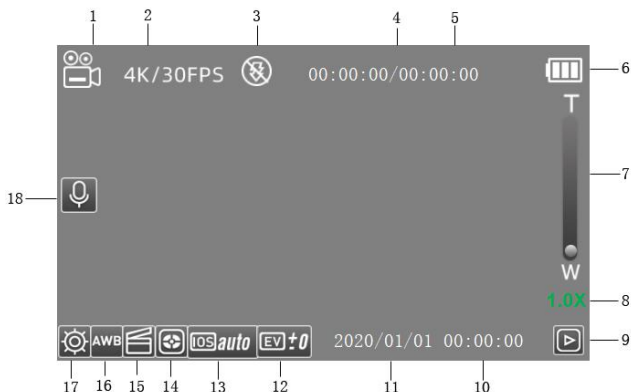 1 2 3 4 5
4K/30FPS 00:00:00/00:00:00 6
T
7
18
W
1.0X 8
AWB IOS auto EV ±0 2020/01/01 00:00:00 9
17 16 15 14 13 12 11 10